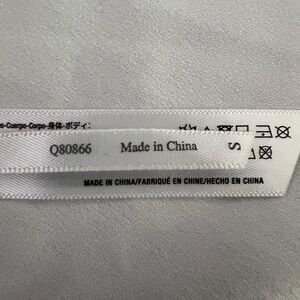 Cuerpo-Corpo-身体-ボディ:
Q80866 Made in China S
MADE IN CHINA/FABRIQUÉ EN CHINE/HECHO EN CHINA